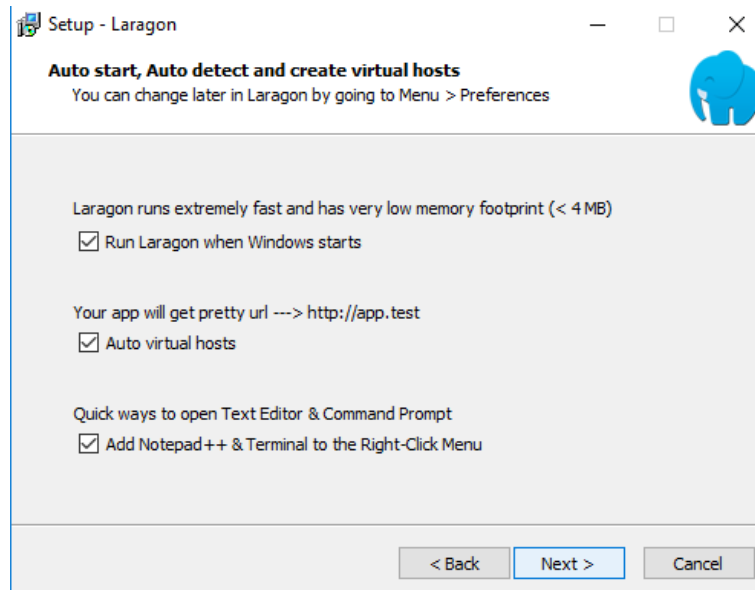 Setup - Laragon
Auto start, Auto detect and create virtual hosts
You can change later in Laragon by going to Menu > Preferences
Laragon runs extremely fast and has very low memory footprint (< 4 MB)
Run Laragon when Windows starts
Your app will get pretty url ---> http://app.test
Auto virtual hosts
Quick ways to open Text Editor & Command Prompt
Add Notepad++ & Terminal to the Right-Click Menu
< Back Next > Cancel